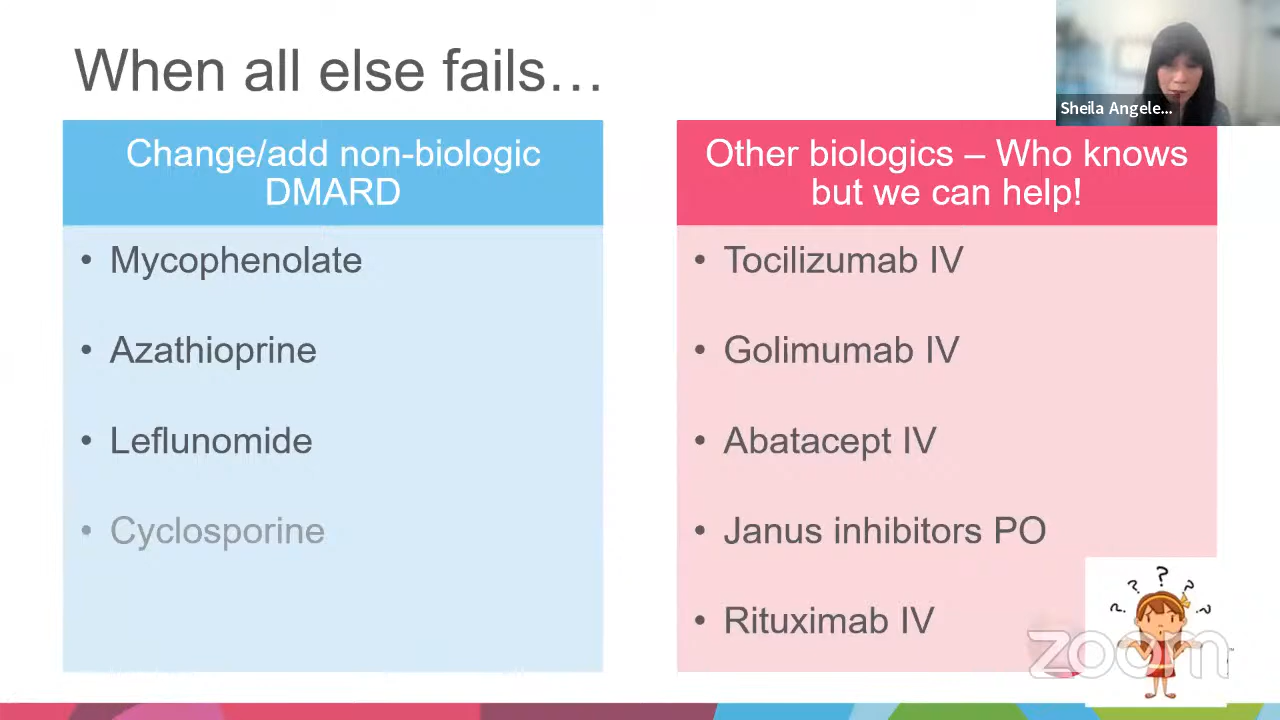 When all else fails…
Sheila Angele...
Change/add non-biologic
DMARD
• Mycophenolate
• Azathioprine
• Leflunomide
• Cyclosporine
Other biologics – Who knows
but we can help!
• Tocilizumab IV
• Golimumab IV
• Abatacept IV
• Janus inhibitors PO
• Rituximab IV
? ? ? ? ?
zoom